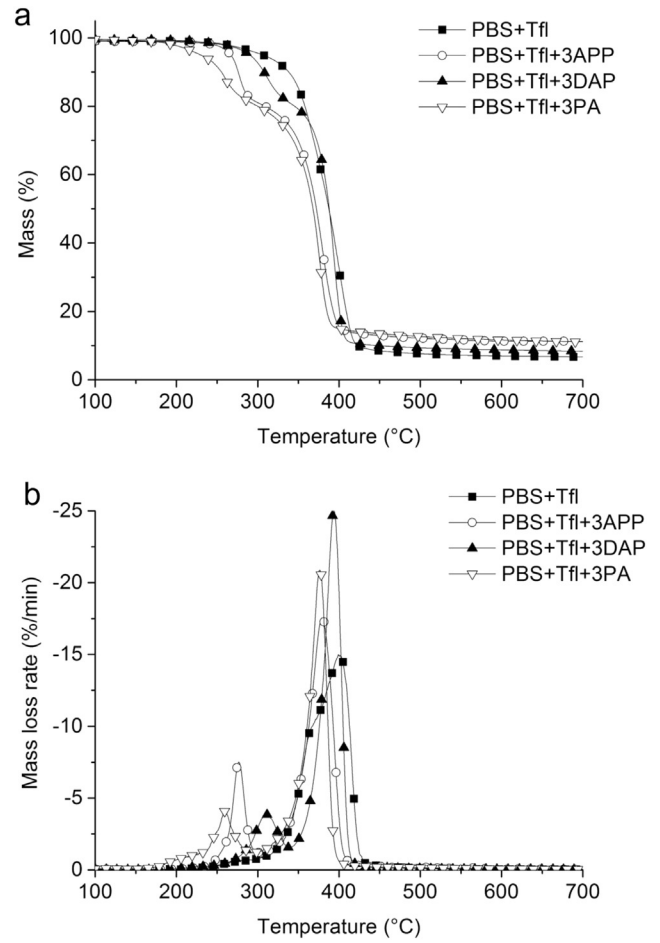 a
PBS+Tfl
PBS+Tfl+3APP
PBS+Tfl+3DAP
PBS+Tfl+3PA
100
80
60
40
20
0
Mass (%)
100 200 300 400 500 600 700
Temperature (°C)
b
PBS+Tfl
PBS+Tfl+3APP
PBS+Tfl+3DAP
PBS+Tfl+3PA
-25
-20
-15
-10
-5
0
Mass loss rate (%/min)
100 200 300 400 500 600 700
Temperature (°C)